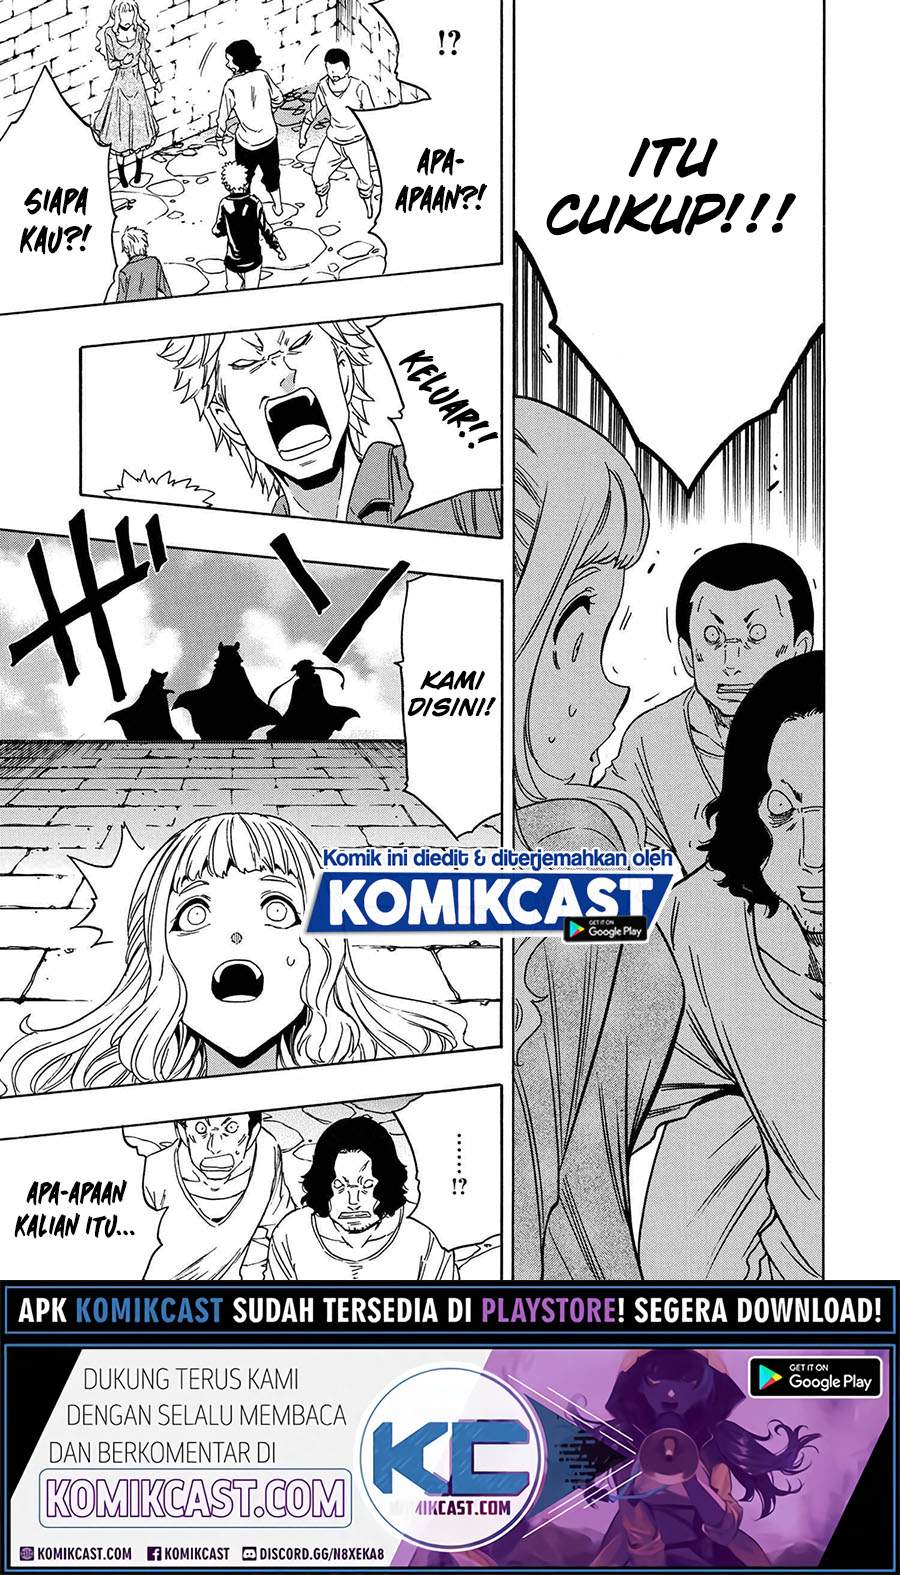 ITU
CUKUP!!!
!?
APA-
APAAN?!
SIAPA
KAU?!
KELUAR!!
ザン
KAMI
DISINI!
Komik ini diedit & diterjemahkan oleh
KOMIKCAST
GET IT ON
Google Play
......!?
APA-APAAN
KALIAN ITU...
APK KOMIKCAST SUDAH TERSEDIA DI PLAYSTORE! SEGERA DOWNLOAD!
DUKUNG TERUS KAMI
DENGAN SELALU MEMBACA
DAN BERKOMENTAR DI
KOMIKCAST.COM
KOMIKCAST.COM
KOMIKCAST
DISCORD.GG/N8XEKA8
KC
GET IT ON
Google Play